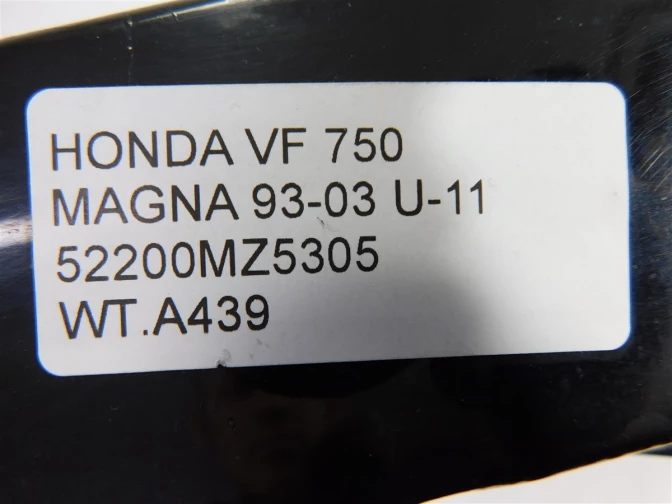 HONDA VF 750
MAGNA 93-03 U-11
52200MZ5305
WT.A439